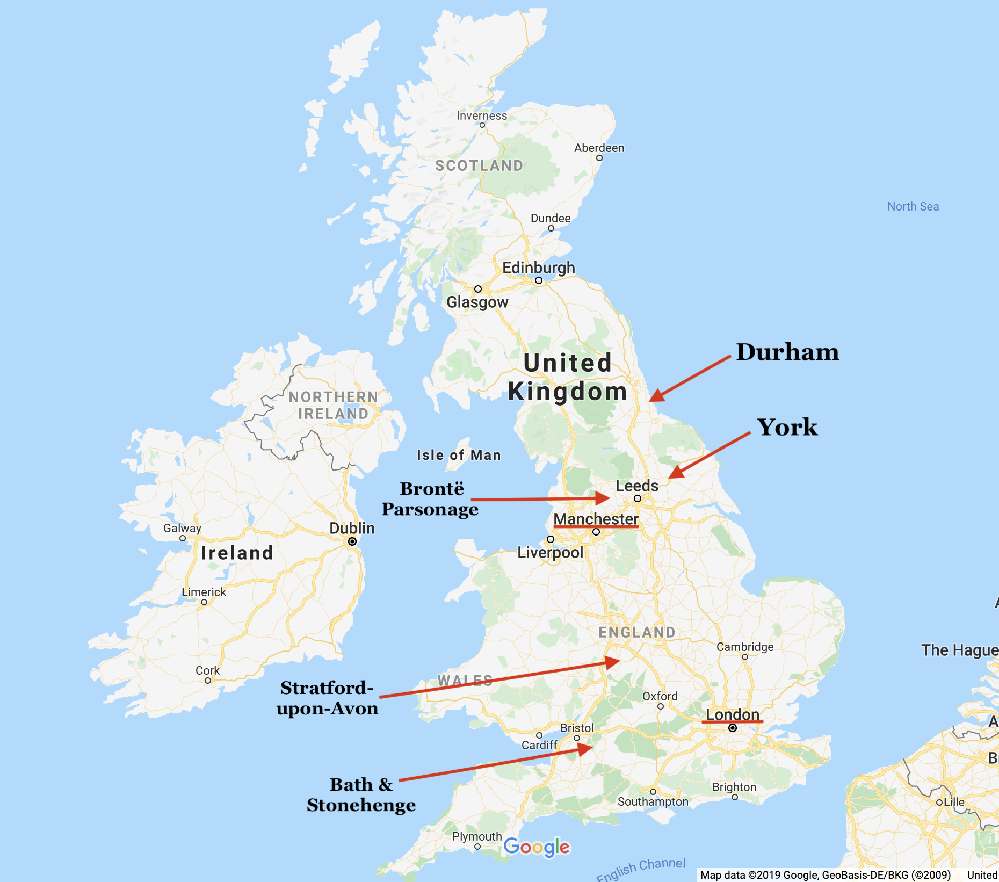 Inverness
Aberdeen
SCOTLAND
North Sea
Dundee
Edinburgh
Glasgow
Durham
United
Kingdom
NORTHERN
IRELAND
York
Isle of Man
Brontë
Parsonage
Leeds
Manchester
Galway
Dublin
Ireland
Liverpool
Limerick
ENGLAND
Cambridge
The Hague
Cork
WALES
Stratford-
upon-Avon
Oxford
London
Bristol
Cardiff
Bath &
Stonehenge
Brighton
Southampton
Lille
Plymouth
Google
English Channel
Map data ©2019 Google, GeoBasis-DE/BKG (©2009)
United